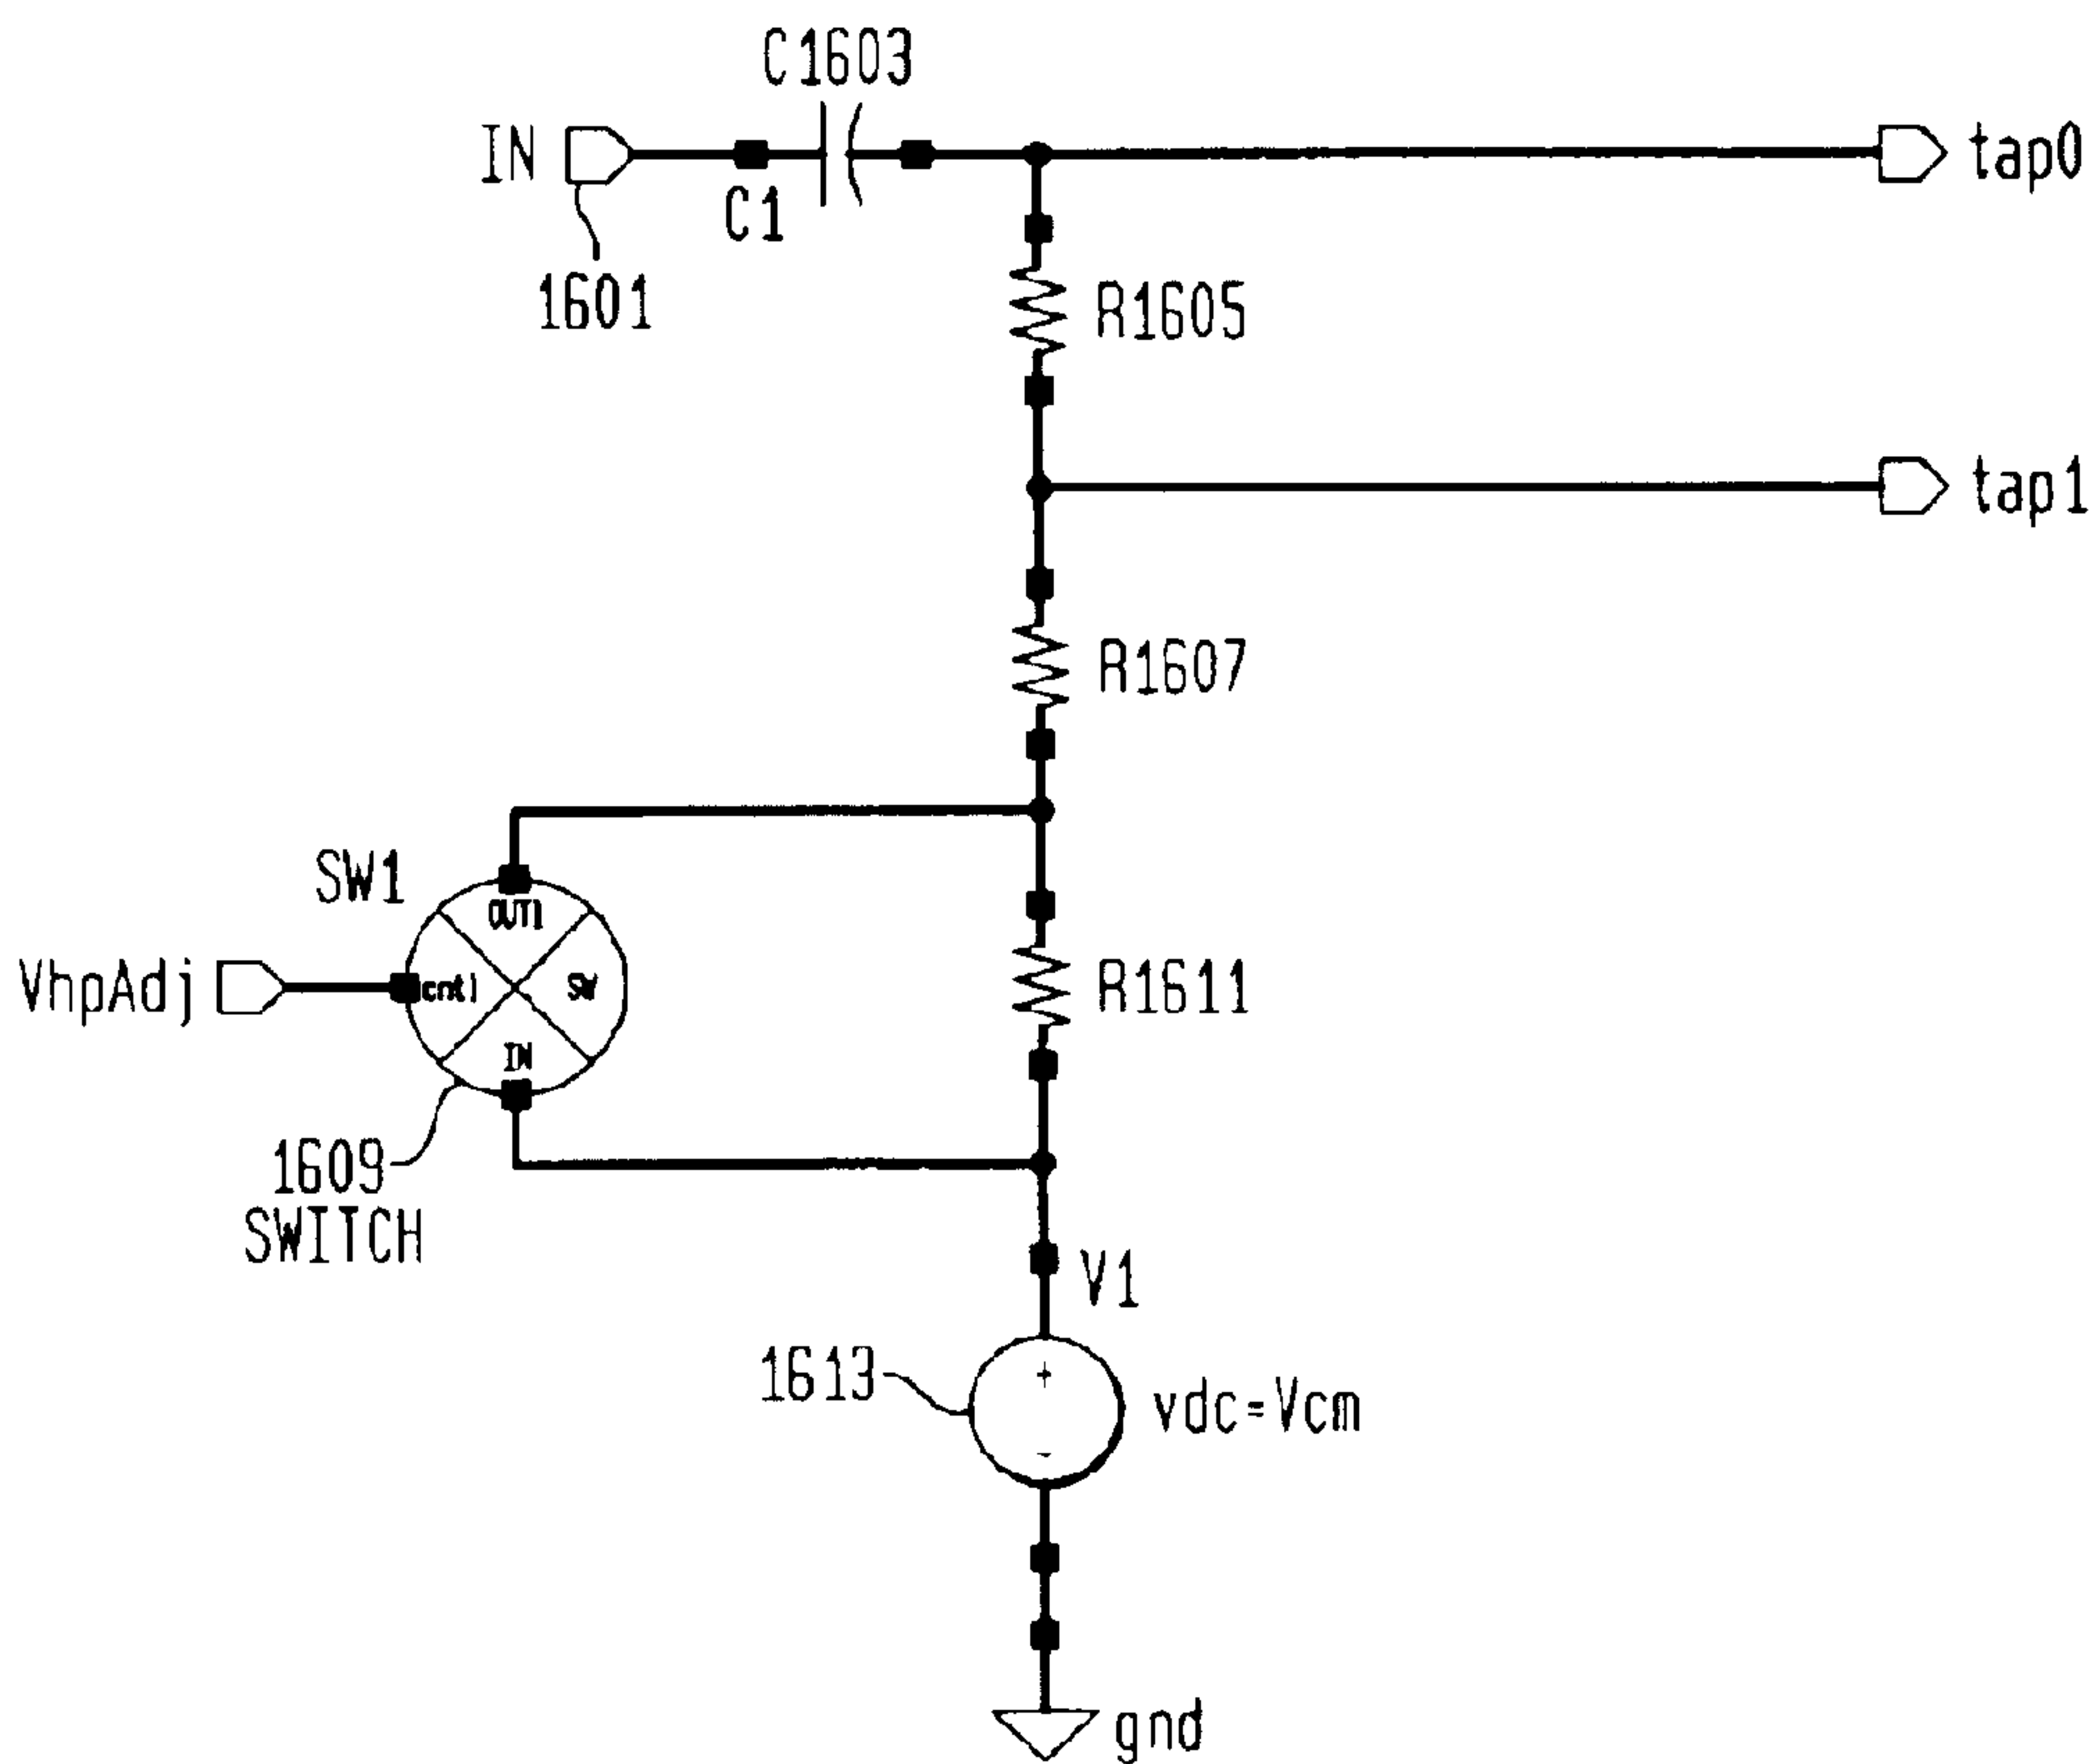 C1603
IN
tap0
C1
1601
R1605
tap1
R1607
SW1
OUT1
VhpAdj
cntl
SW
R1611
IN
1609
SWITCH
V1
1613
+
vdc=Vcm
-
gnd